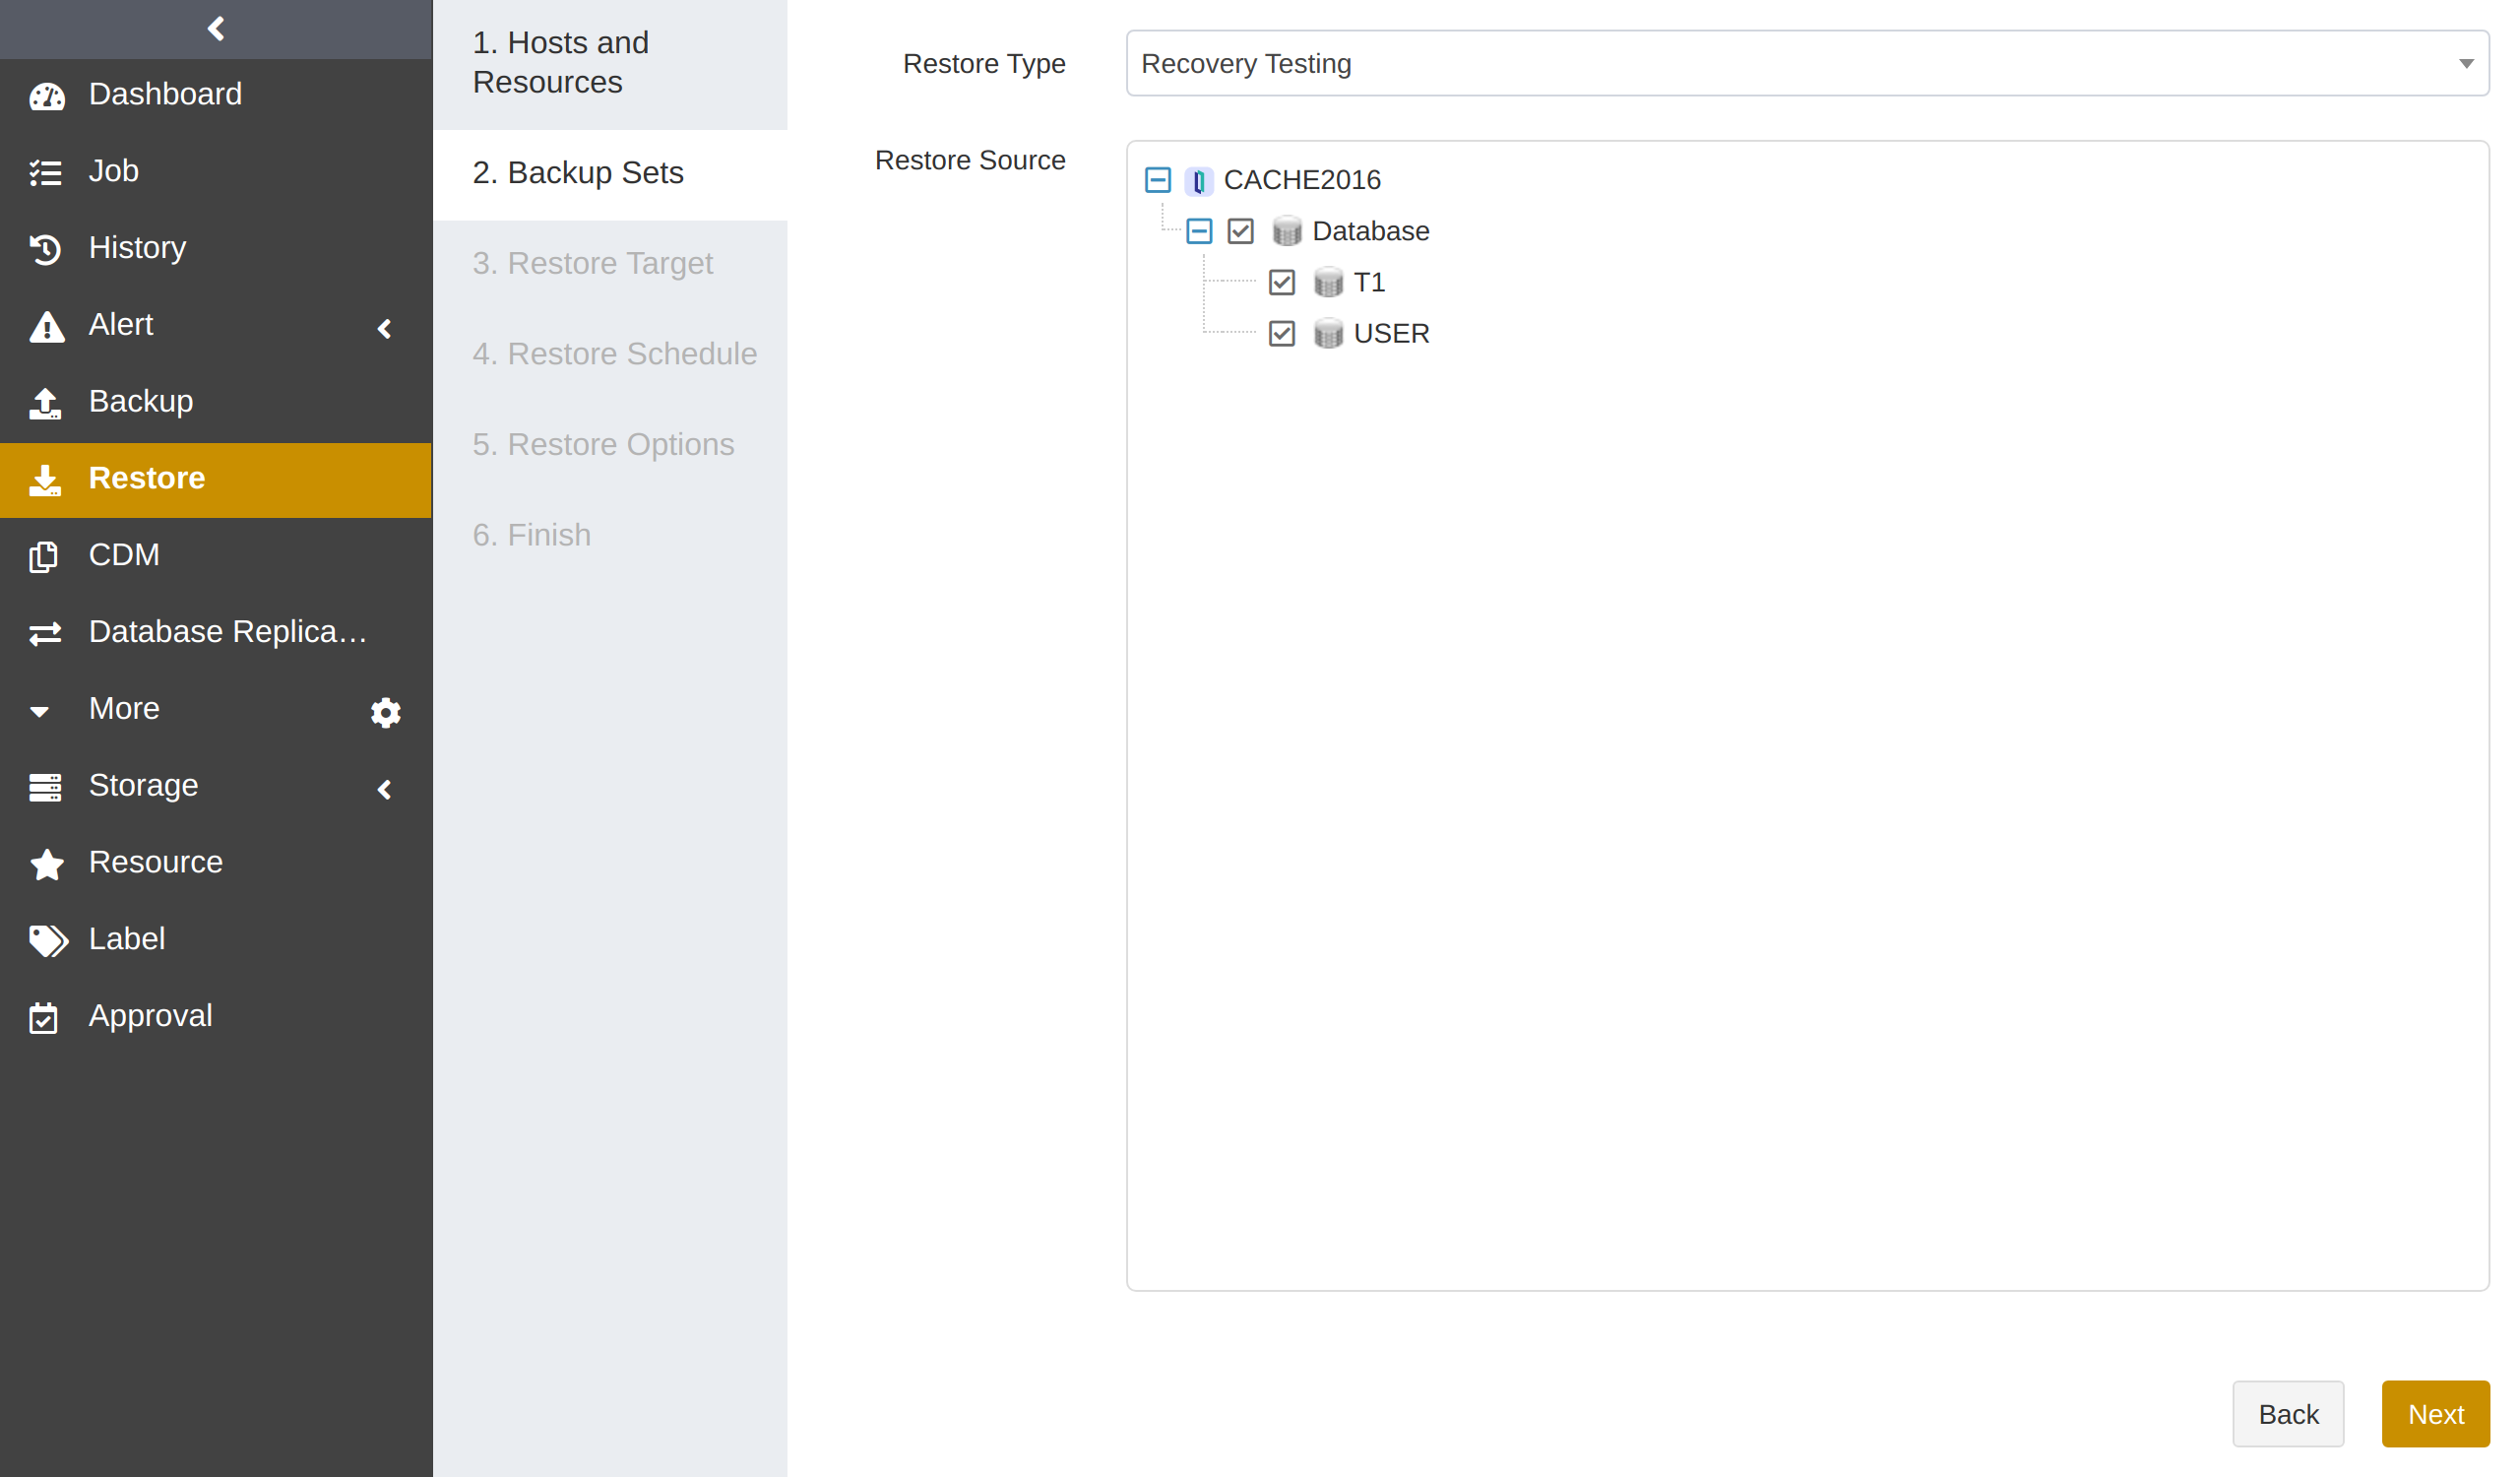 Dashboard
Job
History
Alert
Backup
Restore
CDM
Database Replica…
More
Storage
Resource
Label
Approval
1. Hosts and
Resources
2. Backup Sets
3. Restore Target
4. Restore Schedule
5. Restore Options
6. Finish
Restore Type
Recovery Testing
Restore Source
CACHE2016
Database
T1
USER
Back
Next